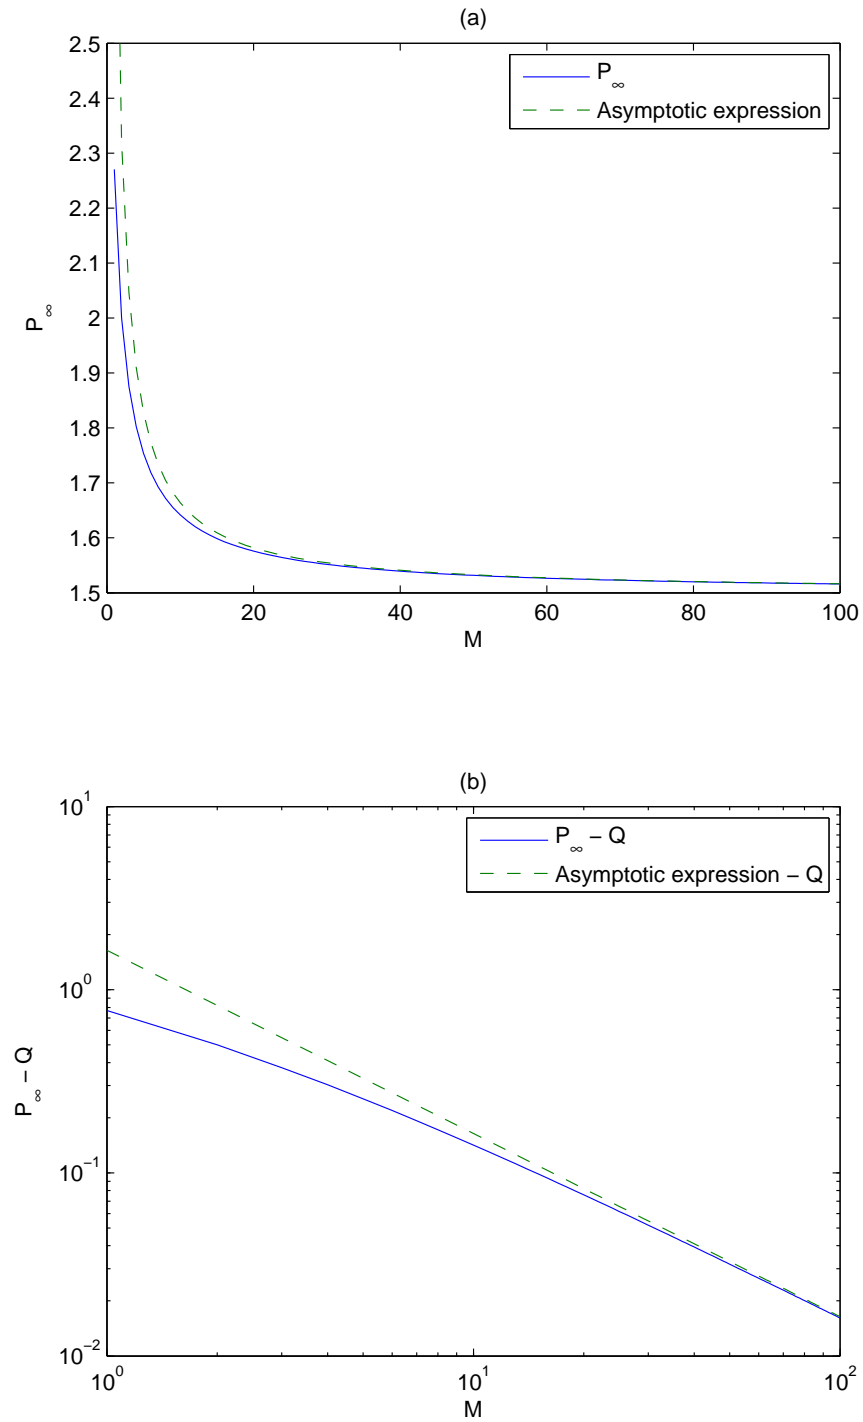 (a)
2.5
2.4
2.3
2.2
2.1
2
1.9
1.8
1.7
1.6
1.5
P∞
P∞
Asymptotic expression
0 20 40 60 80 100
M
(b)
10^1
10^0
10^−1
10^−2
P∞ − Q
P∞ − Q
Asymptotic expression − Q
10^0 10^1 10^2
M